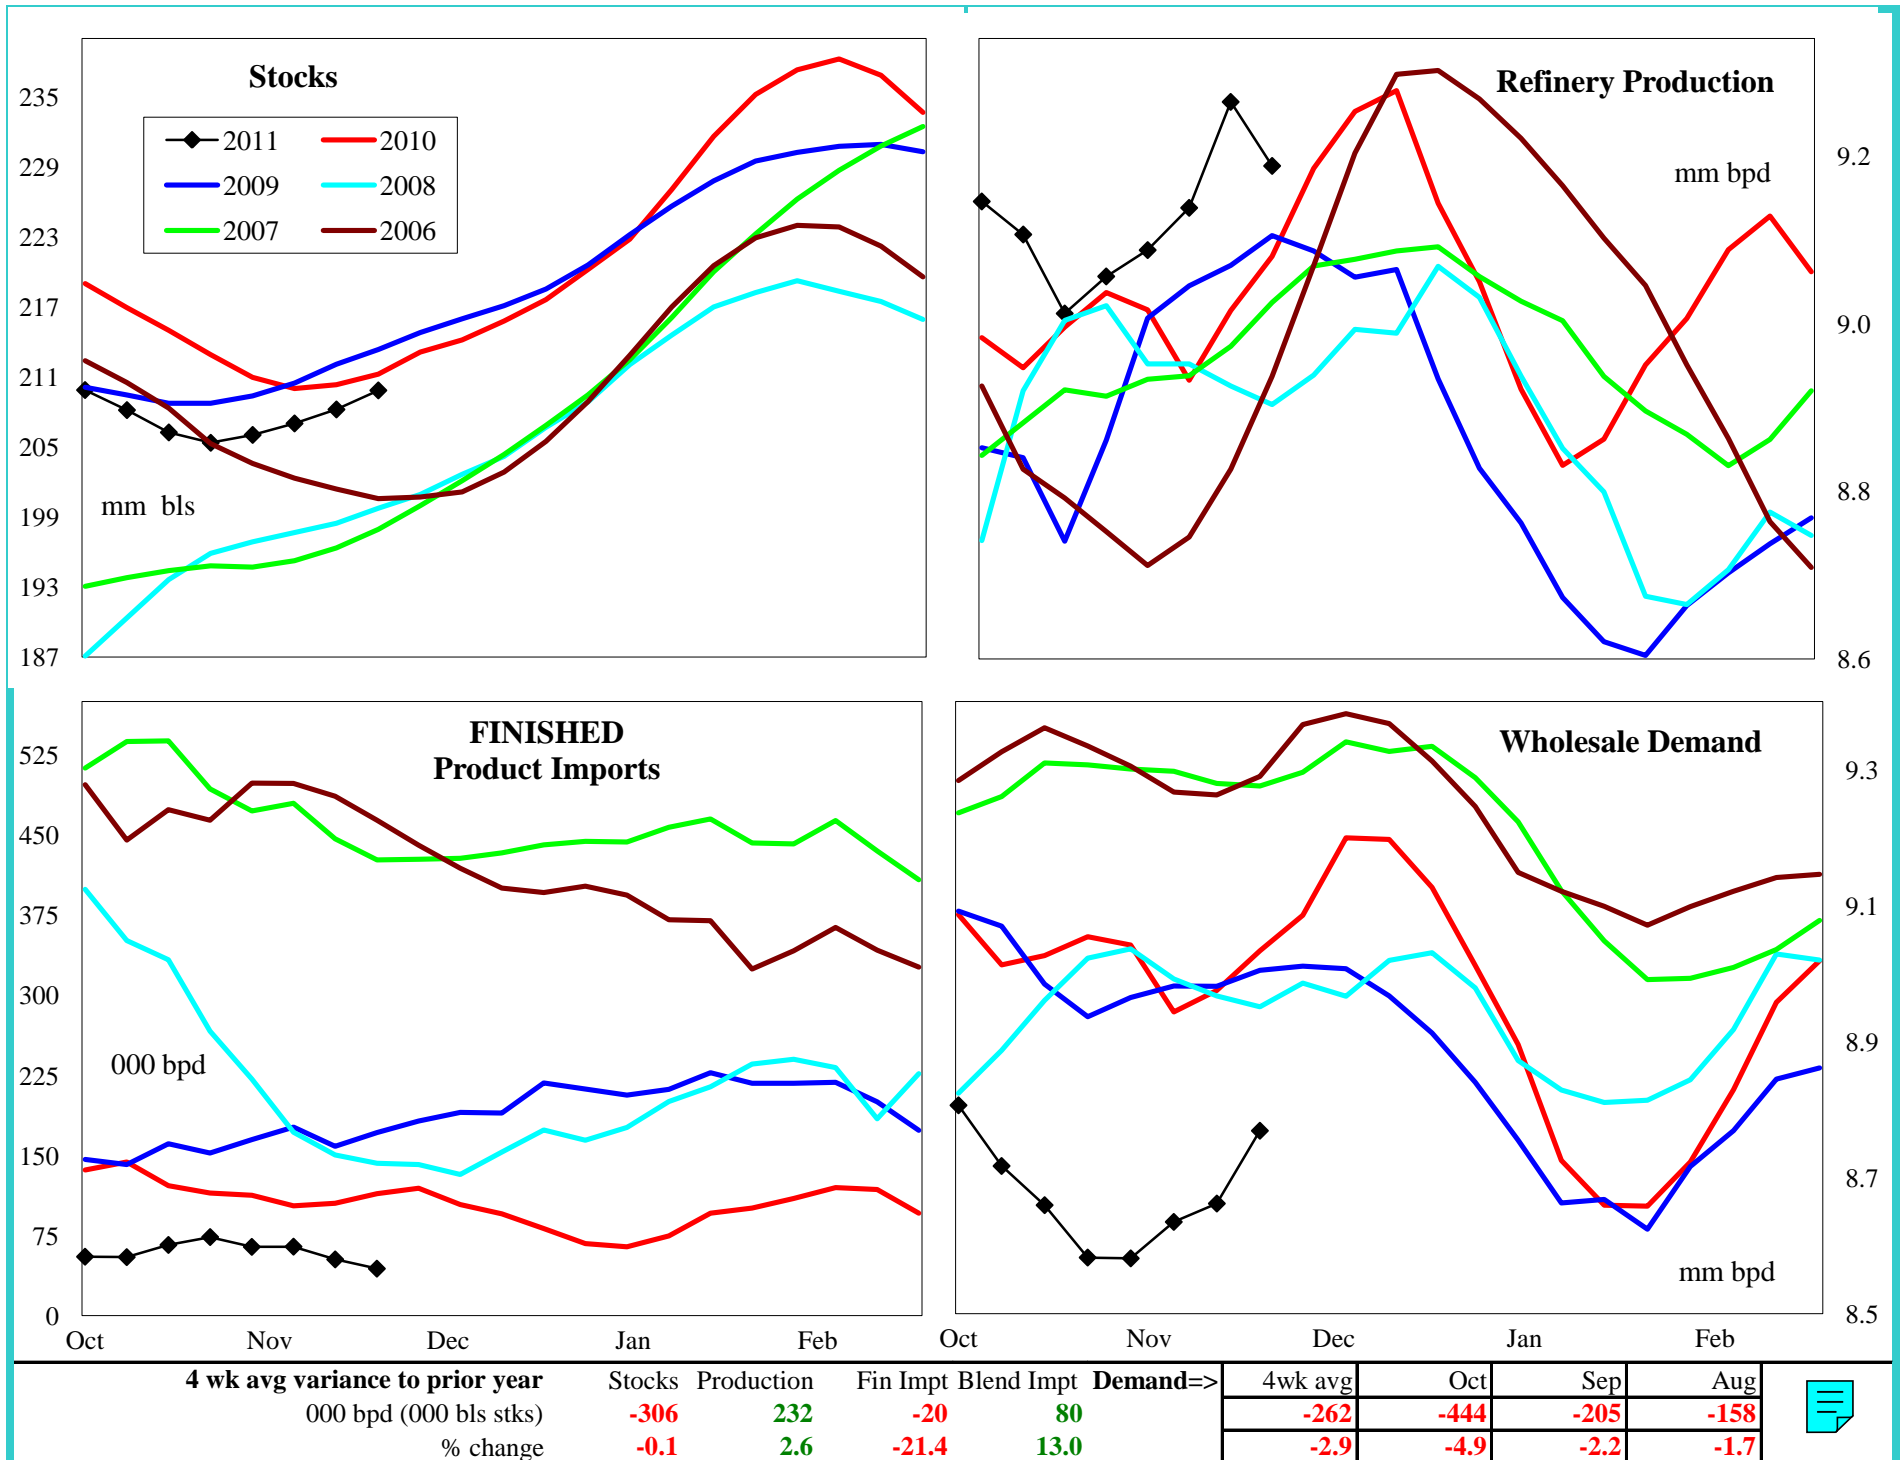 Stocks
235
229
223
217
211
205
199
193
187
2011 2010
2009 2008
2007 2006
mm bls
Refinery Production
mm bpd
9.2
9.0
8.8
8.6
FINISHED
Product Imports
525
450
375
300
225
150
75
0
000 bpd
Oct Nov Dec Jan Feb
Wholesale Demand
9.3
9.1
8.9
8.7
8.5
mm bpd
Oct Nov Dec Jan Feb
4 wk avg variance to prior year Stocks Production Fin Impt Blend Impt Demand=> 4wk avg Oct Sep Aug
000 bpd (000 bls stks) -306 232 -20 80 -262 -444 -205 -158
% change -0.1 2.6 -21.4 13.0 -2.9 -4.9 -2.2 -1.7